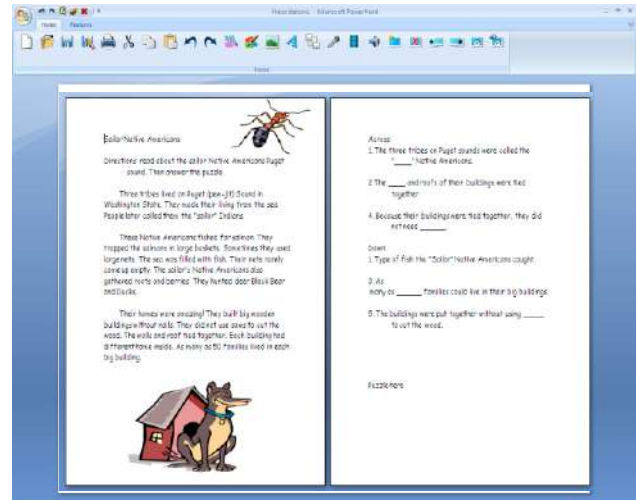 Home Features
Sailor Native Americans
Directions: read about the sailor Native Americans Puget
sound. Then answer the puzzle.
Three tribes lived on Puget (pew-jit) Sound in
Washington State. They made their living from the sea.
People later called them the "sailor" Indians.
These Native Americans fished for salmon. They
trapped the salmons in large baskets. Sometimes they used
large nets. The sea was filled with fish. Their nets rarely
came up empty. The sailor's Native Americans also
gathered roots and berries. They hunted deer Black Bear
and Ducks.
Their homes were amazing! They built big wooden
buildings without nails. They did not use saws to cut the
wood. The walls and roof tied together. Each building had
different home inside. As many as 50 families lived in each
big building.
Across
1. The three tribes on Puget sounds were called the
"____" Native Americans.
2 The ____ and roofs of their buildings were tied
together
4. Because their buildings were tied together, they did
not need ______.
Down
1. Type of fish the "Sailor" Native Americans caught
3. As
many as ______ families could live in their big buildings
5. The buildings were put together without using _____
to cut the wood.
Puzzle here